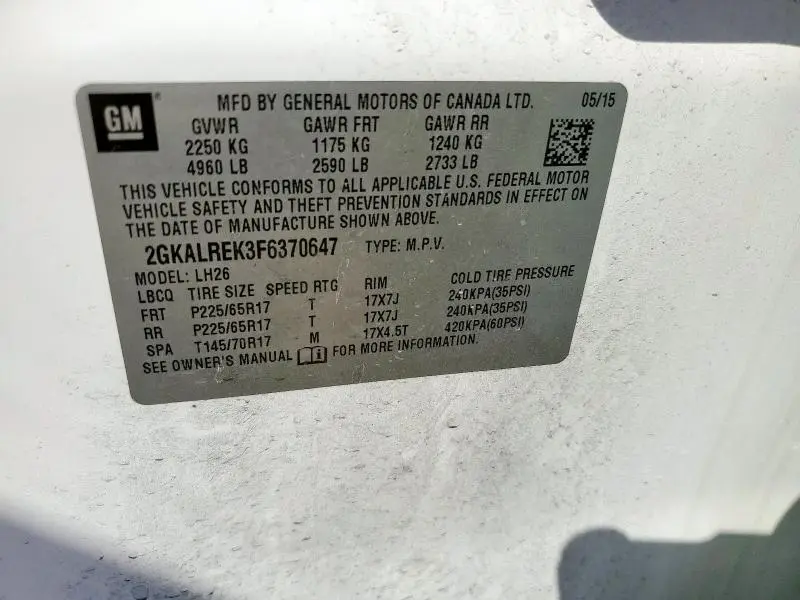 GM ® MFD BY GENERAL MOTORS OF CANADA LTD. 05/15
GVWR GAWR FRT GAWR RR
2250 KG 1175 KG 1240 KG
4960 LB 2590 LB 2733 LB
THIS VEHICLE CONFORMS TO ALL APPLICABLE U.S. FEDERAL MOTOR
VEHICLE SAFETY AND THEFT PREVENTION STANDARDS IN EFFECT ON
THE DATE OF MANUFACTURE SHOWN ABOVE.
2GKALREK3F6370647 TYPE: M.P.V.
MODEL: LH26
LBCQ TIRE SIZE SPEED RTG RIM COLD TIRE PRESSURE
FRT P225/65R17 T 17X7J 240KPA(35PSI)
RR P225/65R17 T 17X7J 240KPA(35PSI)
SPA T145/70R17 M 17X4.5T 420KPA(60PSI)
SEE OWNER'S MANUAL i FOR MORE INFORMATION.